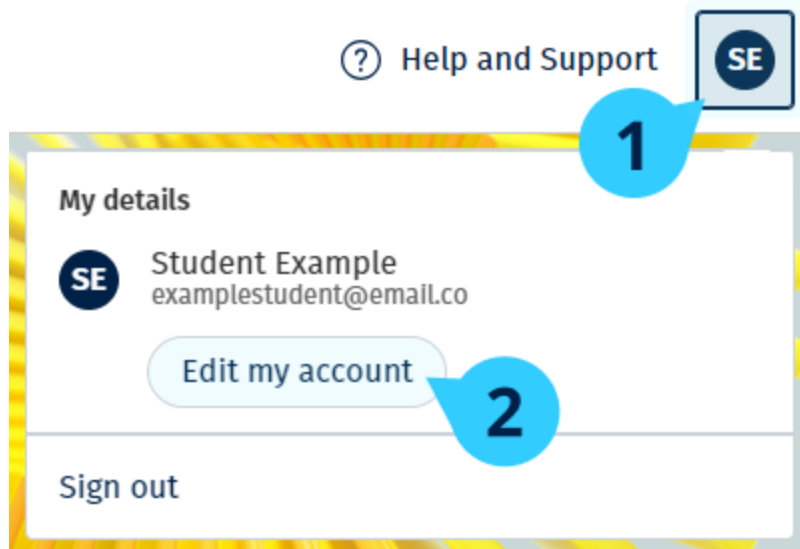 Help and Support
SE
1
My details
SE
Student Example
examplestudent@email.co
Edit my account
2
Sign out